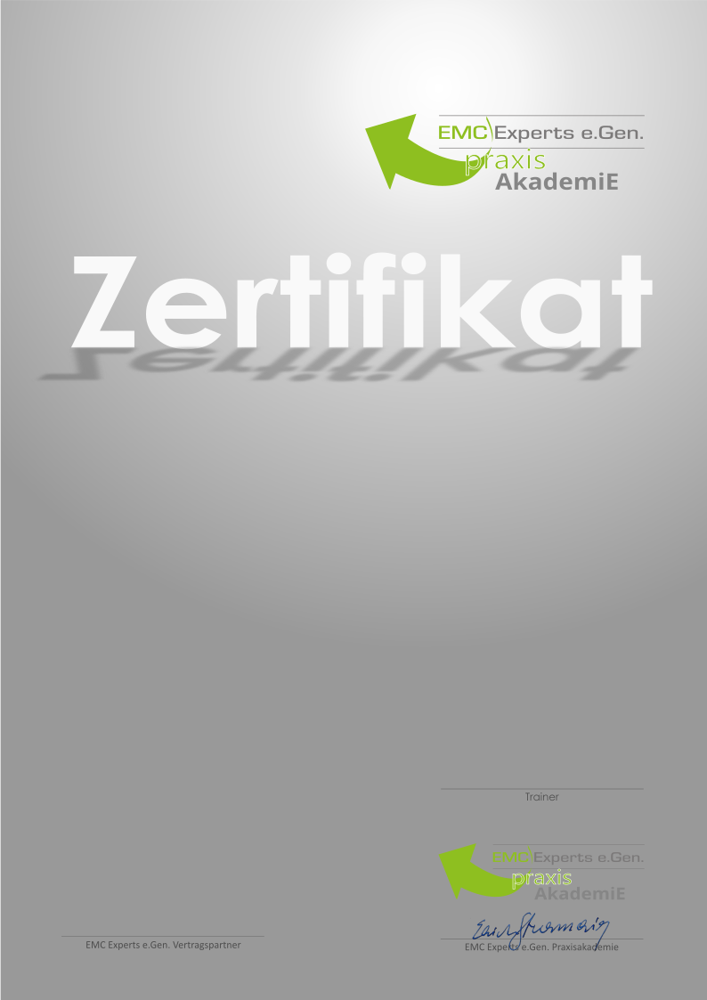 EMC Experts e.Gen.
praxis
AkademiE
Zertifikat
Trainer
EMC Experts e.Gen.
praxis
AkademiE
EMC Experts e.Gen. Vertragspartner
EMC Experts e.Gen. Praxisakademie